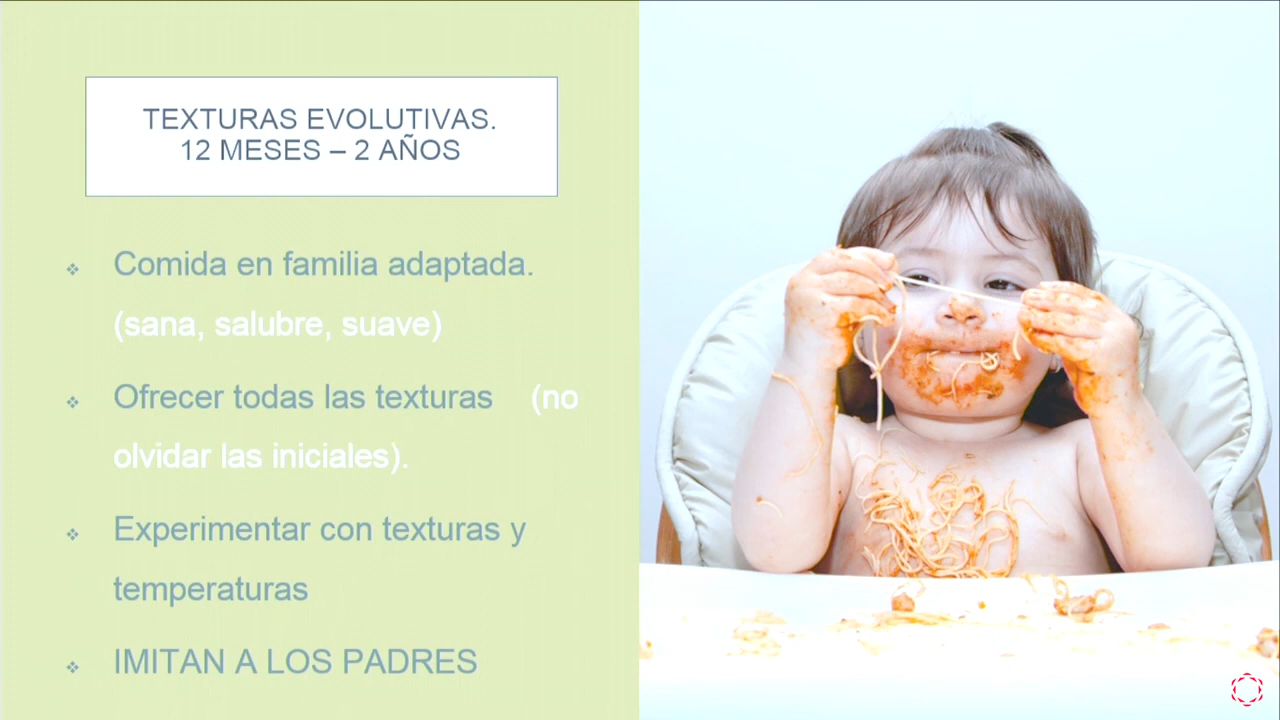 TEXTURAS EVOLUTIVAS.
12 MESES – 2 AÑOS
Comida en familia adaptada.
(sana, salubre, suave)
Ofrecer todas las texturas (no
olvidar las iniciales).
Experimentar con texturas y
temperaturas
IMITAN A LOS PADRES